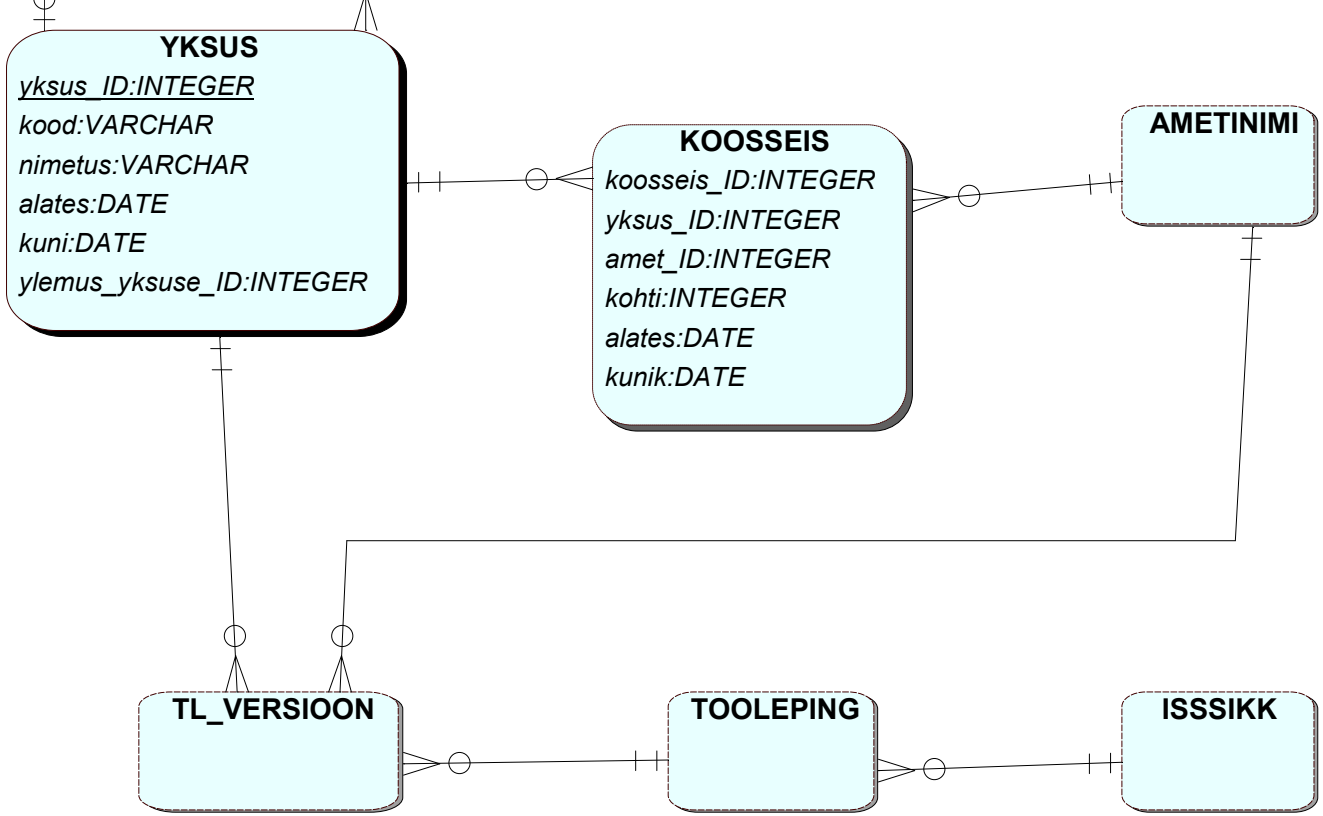 YKSUS
yksus_ID:INTEGER
kood:VARCHAR
nimetus:VARCHAR
alates:DATE
kuni:DATE
ylemus_yksuse_ID:INTEGER
KOOSSEIS
koosseis_ID:INTEGER
yksus_ID:INTEGER
amet_ID:INTEGER
kohti:INTEGER
alates:DATE
kunik:DATE
AMETINIMI
TL_VERSIOON
TOOLEPING
ISSSIKK